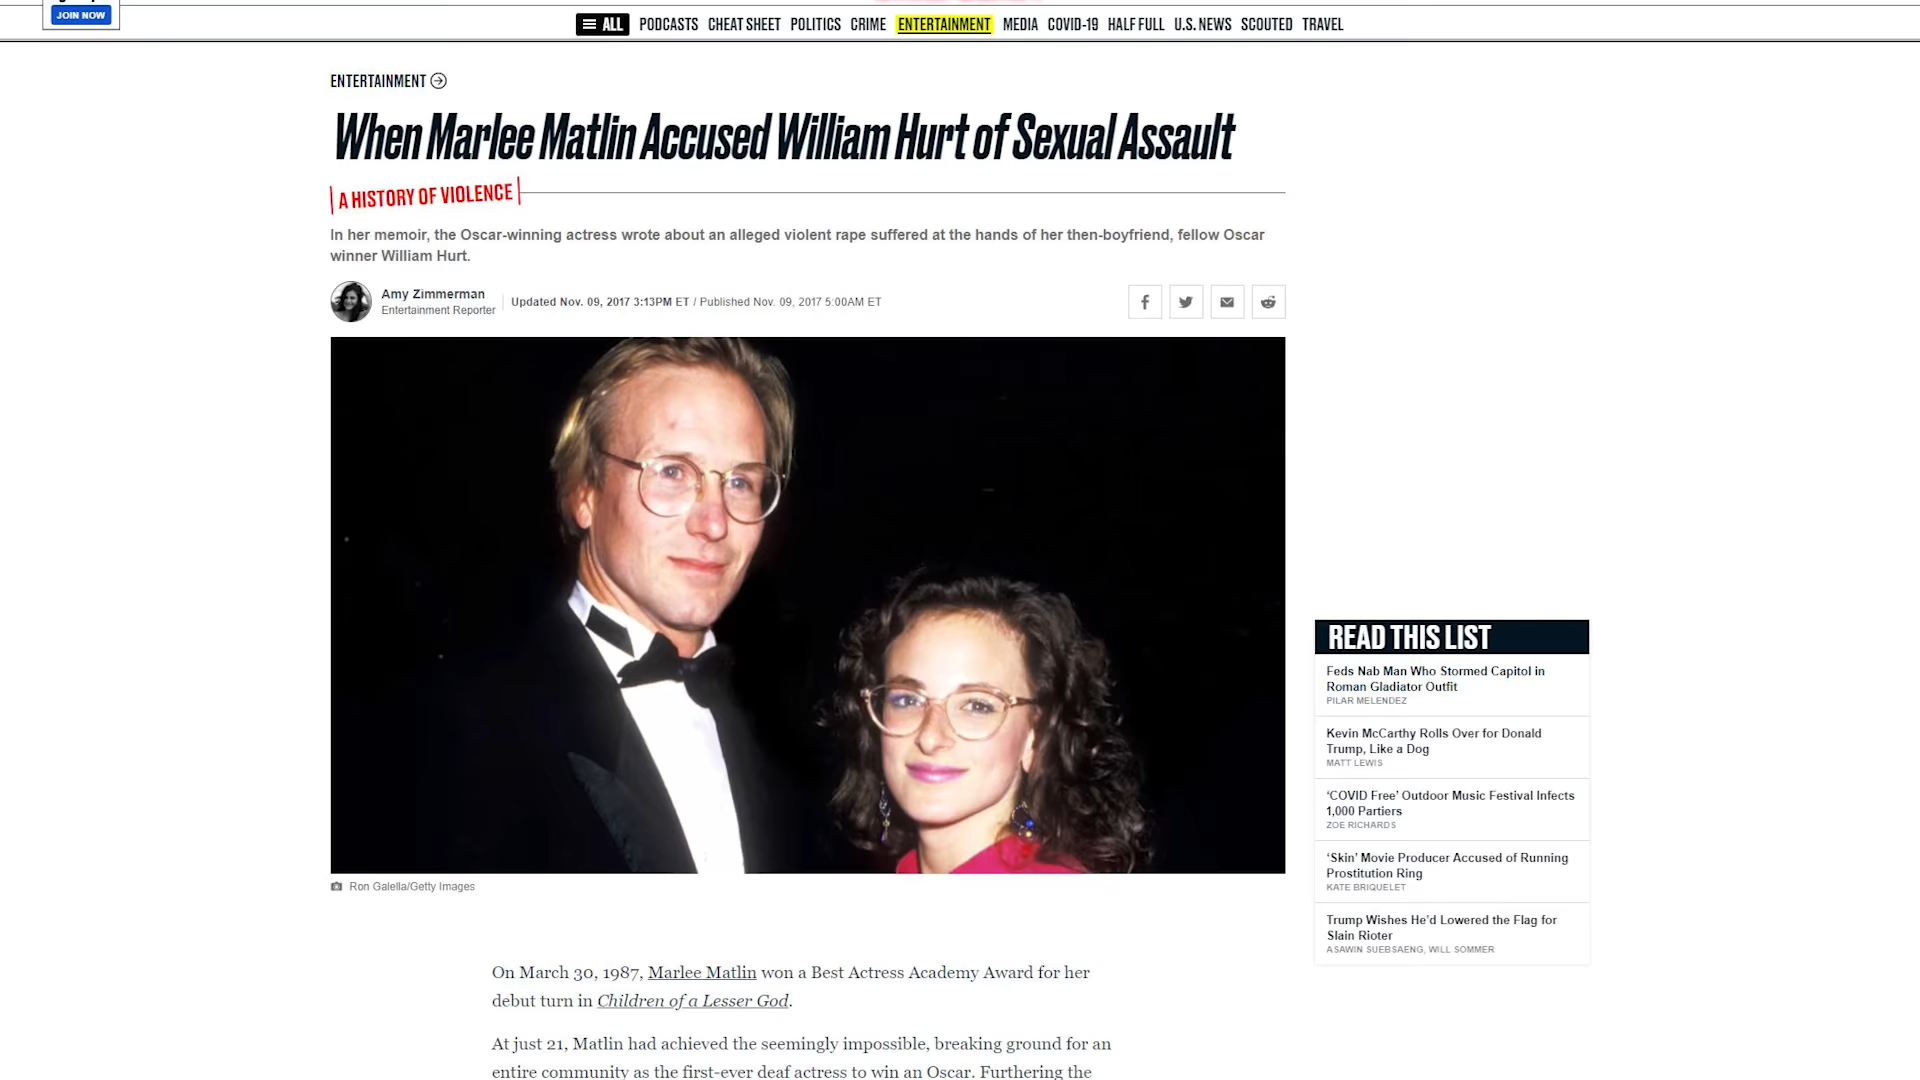 JOIN NOW
ALL PODCASTS CHEAT SHEET POLITICS CRIME ENTERTAINMENT MEDIA COVID-19 HALF FULL U.S. NEWS SCOUTED TRAVEL
ENTERTAINMENT
When Marlee Matlin Accused William Hurt of Sexual Assault
A HISTORY OF VIOLENCE
In her memoir, the Oscar-winning actress wrote about an alleged violent rape suffered at the hands of her then-boyfriend, fellow Oscar
winner William Hurt.
Amy Zimmerman
Entertainment Reporter
Updated Nov. 09, 2017 3:13PM ET / Published Nov. 09, 2017 5:00AM ET
Ron Galella/Getty Images
On March 30, 1987, Marlee Matlin won a Best Actress Academy Award for her
debut turn in Children of a Lesser God.
At just 21, Matlin had achieved the seemingly impossible, breaking ground for an
entire community as the first-ever deaf actress to win an Oscar. Furthering the
READ THIS LIST
Feds Nab Man Who Stormed Capitol in
Roman Gladiator Outfit
PILAR MELENDEZ
Kevin McCarthy Rolls Over for Donald
Trump, Like a Dog
MATT LEWIS
‘COVID Free’ Outdoor Music Festival Infects
1,000 Partiers
ZOE RICHARDS
‘Skin’ Movie Producer Accused of Running
Prostitution Ring
KATE BRIQUELET
Trump Wishes He’d Lowered the Flag for
Slain Rioter
ASAWIN SUEBSAENG, WILL SOMMER